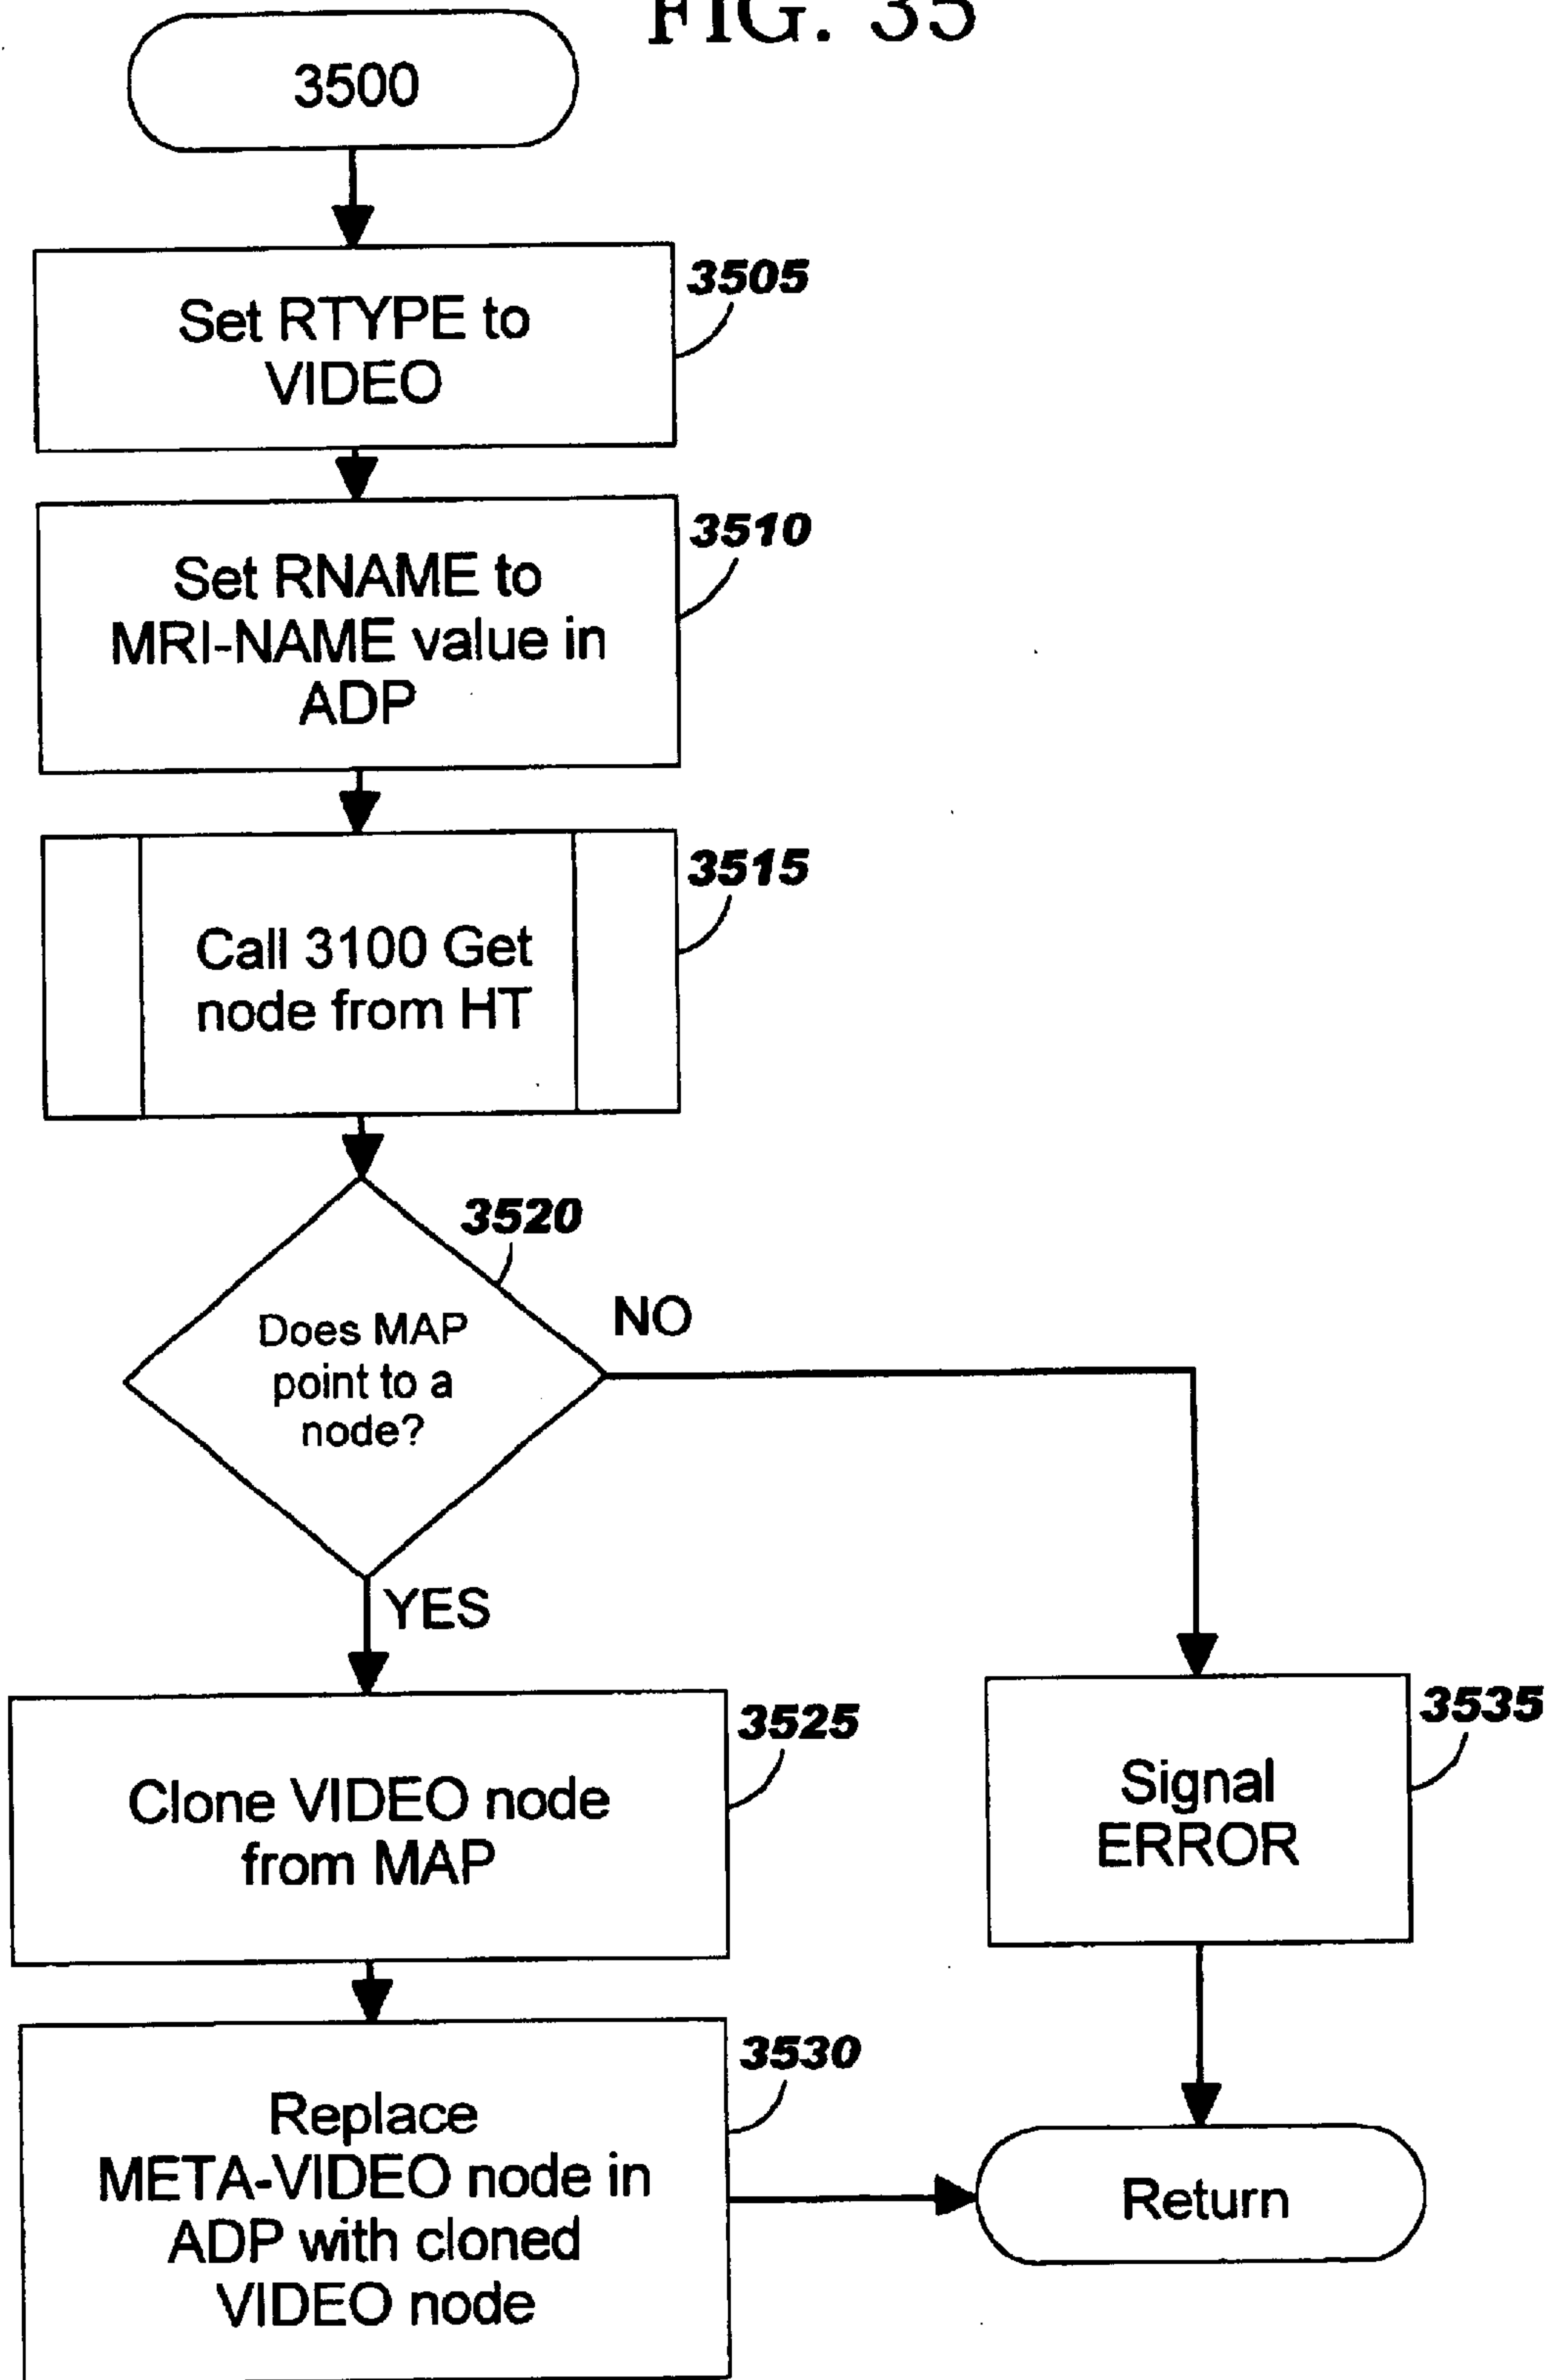 FIG. 35
3500
3505
Set RTYPE to
VIDEO
3510
Set RNAME to
MRI-NAME value in
ADP
3515
Call 3100 Get
node from HT
3520
Does MAP
point to a
node?
NO
YES
3525
Clone VIDEO node
from MAP
3535
Signal
ERROR
3530
Replace
META-VIDEO node in
ADP with cloned
VIDEO node
Return